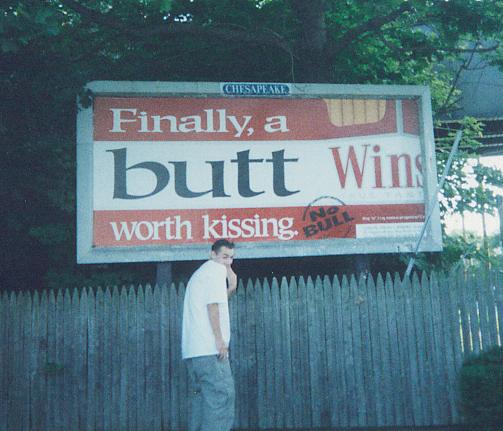 CHESAPEAKE
Finally, a
butt
Wins
worth kissing.
No
BULL